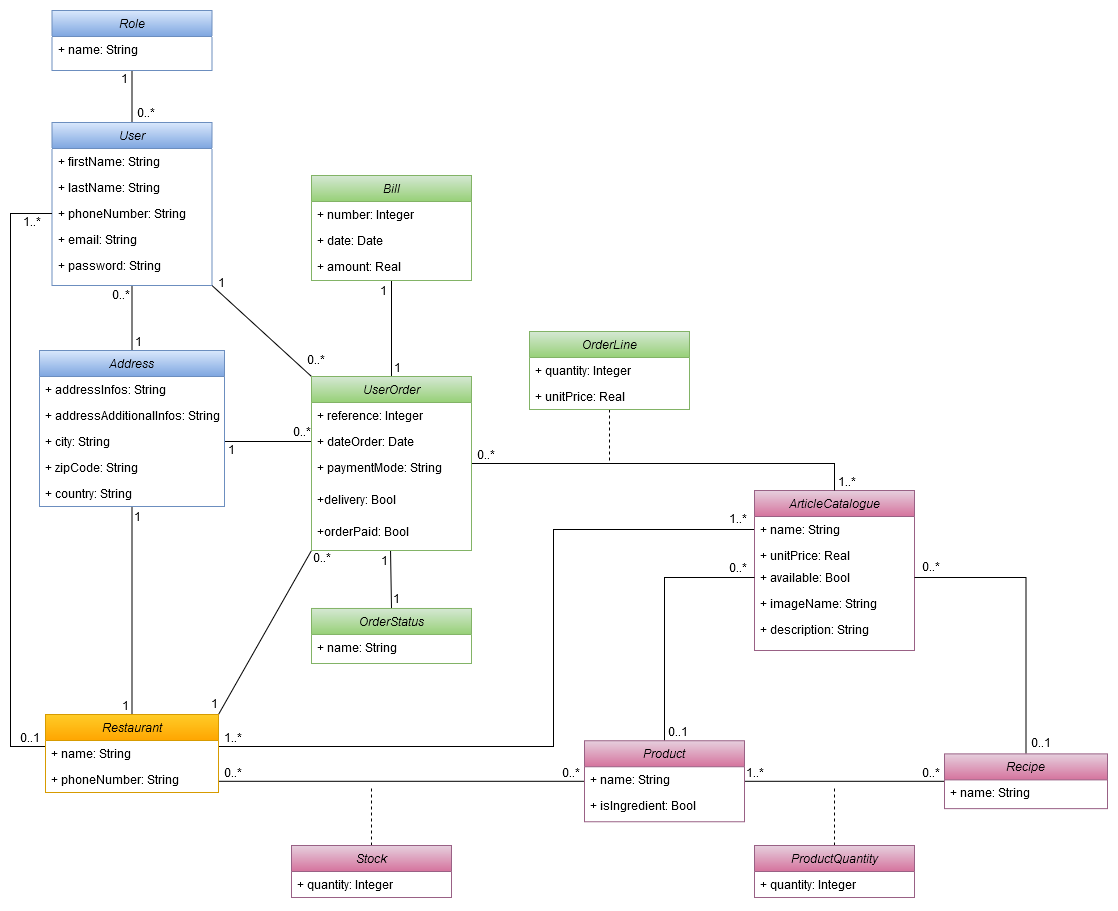 Role
+ name: String
1
0..*
User
+ firstName: String
+ lastName: String
+ phoneNumber: String
+ email: String
+ password: String
1..*
0..*
1
1
0..*
Bill
+ number: Integer
+ date: Date
+ amount: Real
1
1
Address
+ addressInfos: String
+ addressAdditionalInfos: String
+ city: String
+ zipCode: String
+ country: String
1
0..*
1
1
UserOrder
+ reference: Integer
+ dateOrder: Date
+ paymentMode: String
+delivery: Bool
+orderPaid: Bool
0..*
0..*
1
1
1
OrderStatus
+ name: String
OrderLine
+ quantity: Integer
+ unitPrice: Real
1..*
ArticleCatalogue
+ name: String
+ unitPrice: Real
+ available: Bool
+ imageName: String
+ description: String
1..*
0..*
0..*
0..1
Restaurant
+ name: String
+ phoneNumber: String
1..*
0..*
0..*
0..1
Product
+ name: String
+ isIngredient: Bool
1..*
0..*
0..1
Recipe
+ name: String
Stock
+ quantity: Integer
ProductQuantity
+ quantity: Integer